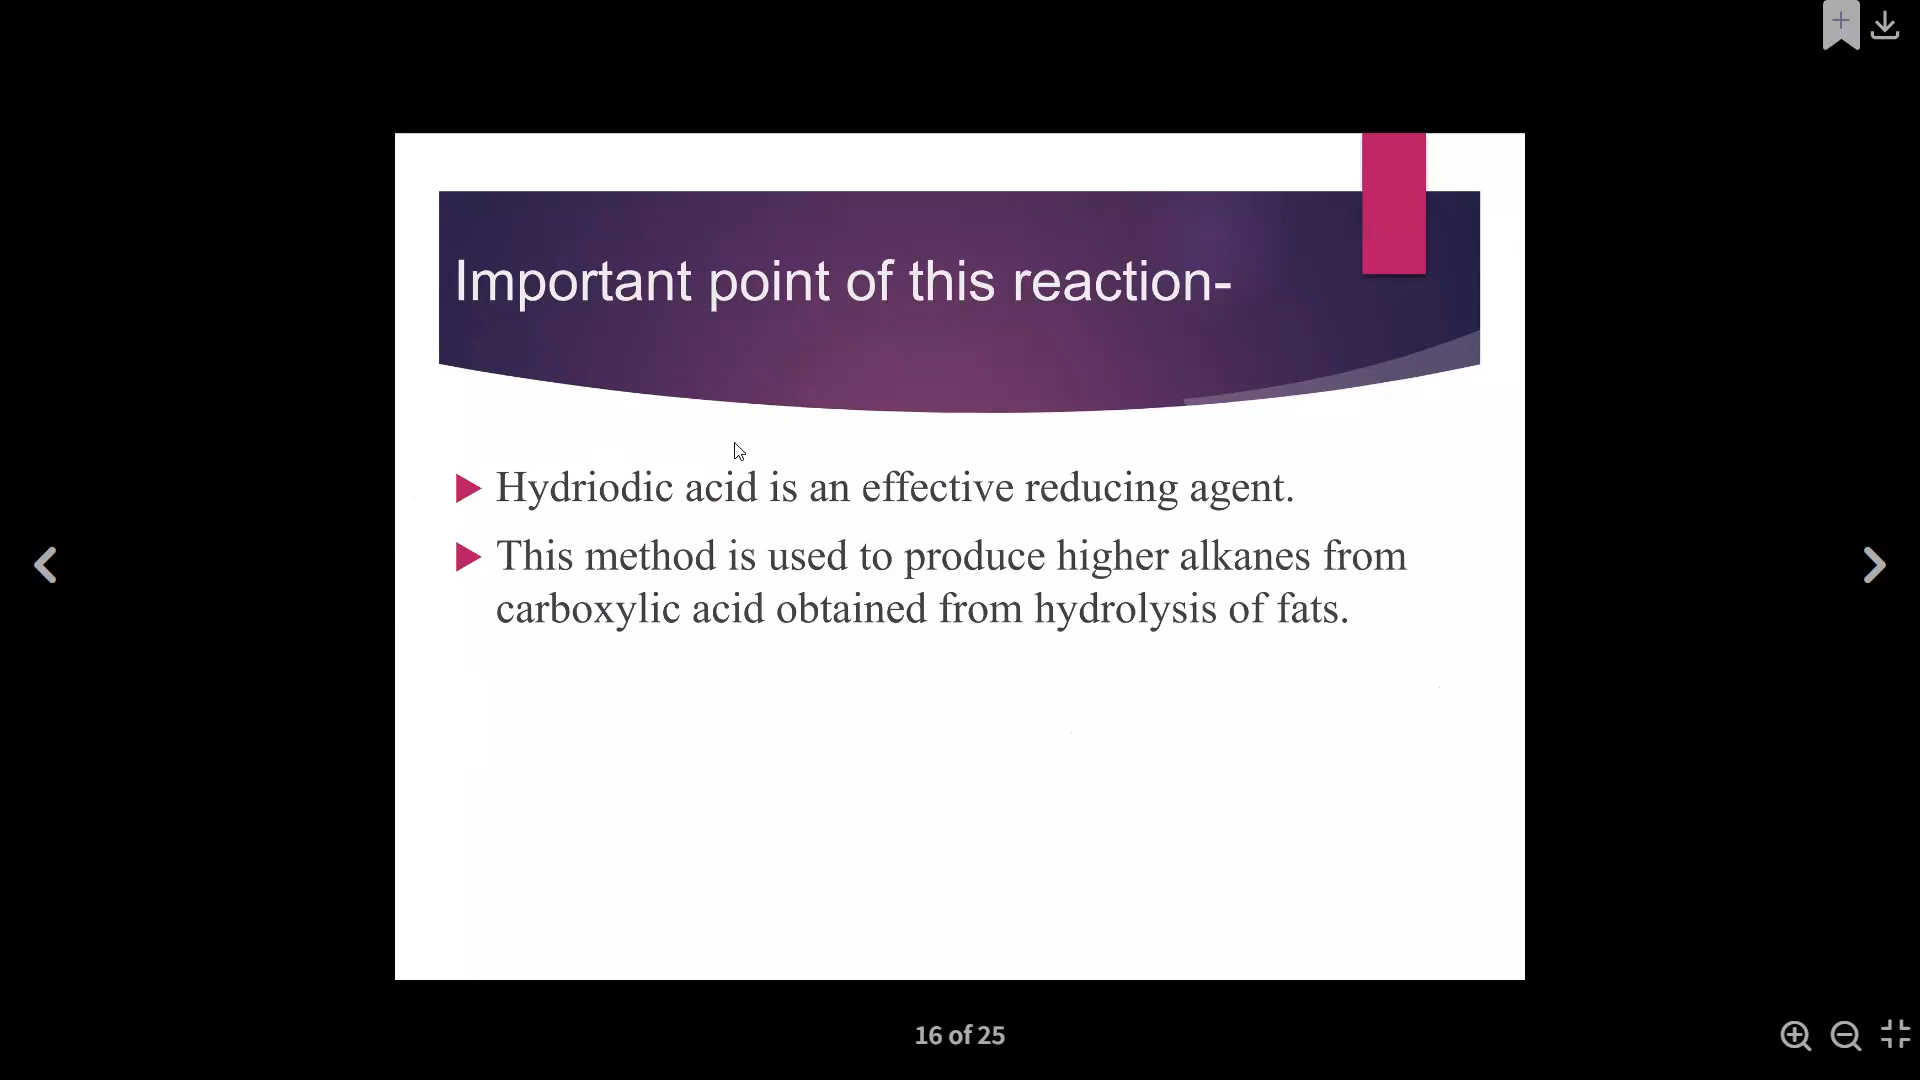 Important point of this reaction-
Hydriodic acid is an effective reducing agent.
This method is used to produce higher alkanes from
carboxylic acid obtained from hydrolysis of fats.
16 of 25